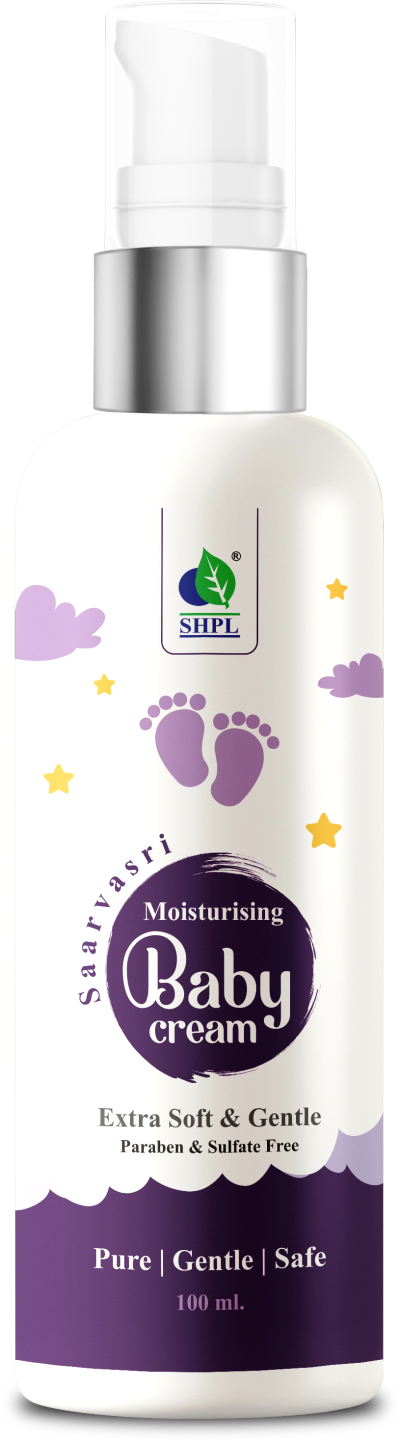 ®
SHPL
Saarvasri
Moisturising
Baby
cream
Extra Soft & Gentle
Paraben & Sulfate Free
Pure | Gentle | Safe
100 ml.